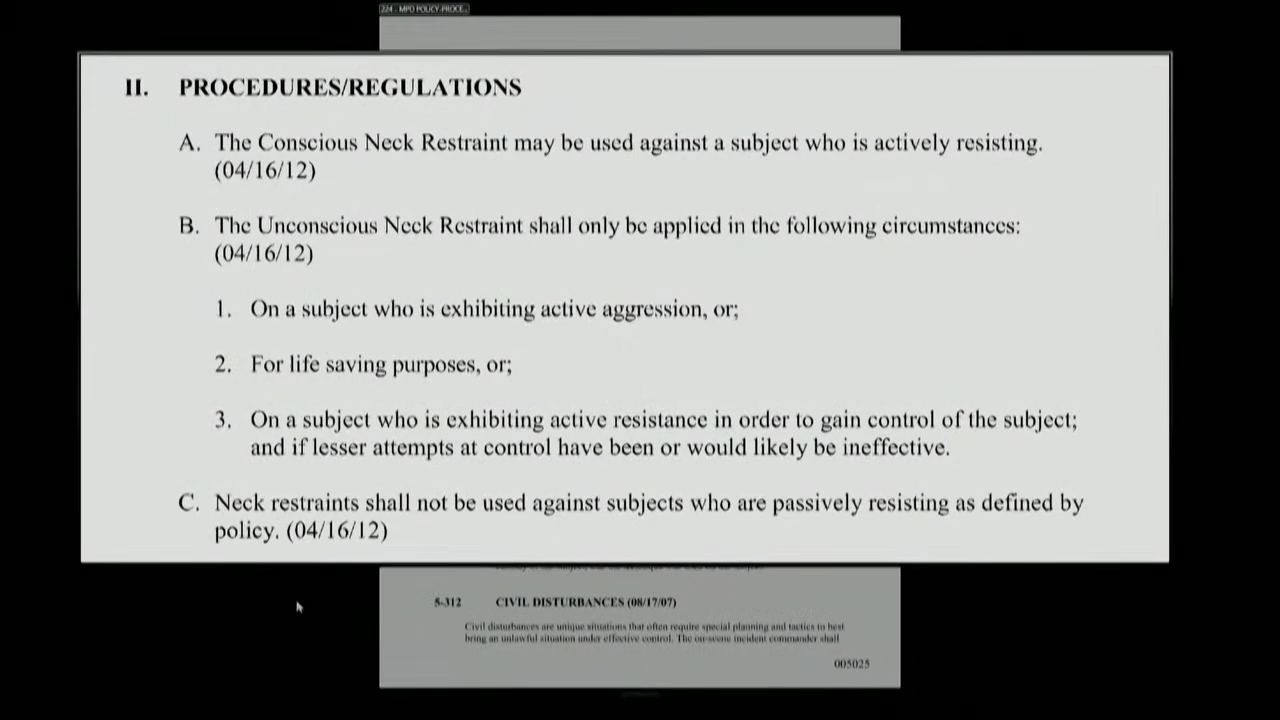 224 - MPD POLICY-PROCE...
II. PROCEDURES/REGULATIONS
A. The Conscious Neck Restraint may be used against a subject who is actively resisting.
(04/16/12)
B. The Unconscious Neck Restraint shall only be applied in the following circumstances:
(04/16/12)
1. On a subject who is exhibiting active aggression, or;
2. For life saving purposes, or;
3. On a subject who is exhibiting active resistance in order to gain control of the subject;
and if lesser attempts at control have been or would likely be ineffective.
C. Neck restraints shall not be used against subjects who are passively resisting as defined by
policy. (04/16/12)
5-312 CIVIL DISTURBANCES (08/17/07)
Civil disturbances are unique situations that often require special planning and tactics to best
bring an unlawful situation under effective control. The on-scene incident commander shall
005025